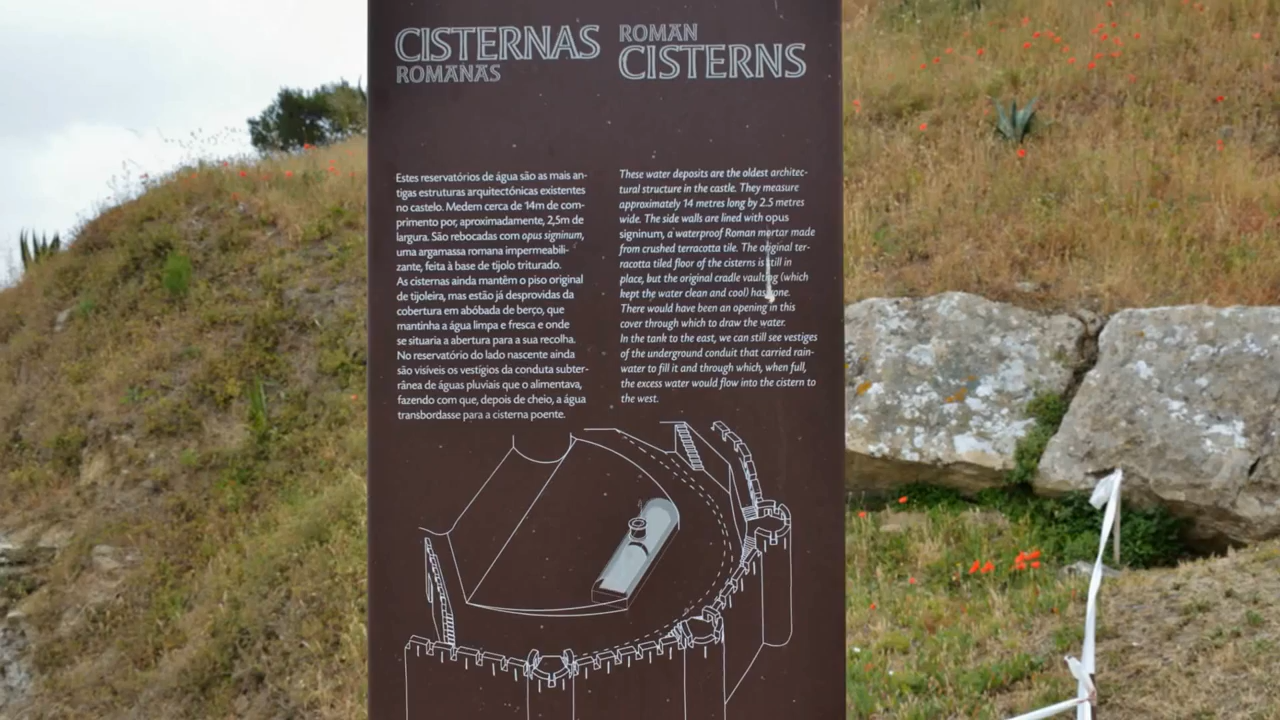 CISTERNAS
ROMANAS
Estes reservatórios de água são as mais an-
tigas estruturas arquitectónicas existentes
no castelo. Medem cerca de 14m de com-
primento por, aproximadamente, 2,5m de
largura. São rebocadas com opus signinum,
uma argamassa romana impermeabili-
zante, feita à base de tijolo triturado.
As cisternas ainda mantêm o piso original
de tijoleira, mas estão já desprovidas da
cobertura em abóbada de berço, que
mantinha a água limpa e fresca e onde
se situaria a abertura para a sua recolha.
No reservatório do lado nascente ainda
são visíveis os vestígios da conduta subter-
rânea de águas pluviais que o alimentava,
fazendo com que, depois de cheio, a água
transbordasse para a cisterna poente.
ROMAN
CISTERNS
These water deposits are the oldest architec-
tural structure in the castle. They measure
approximately 14 metres long by 2.5 metres
wide. The side walls are lined with opus
signinum, a waterproof Roman mortar made
from crushed terracotta tile. The original ter-
racotta tiled floor of the cisterns is still in
place, but the original cradle vaulting (which
kept the water clean and cool) has gone.
There would have been an opening in this
cover through which to draw the water.
In the tank to the east, we can still see vestiges
of the underground conduit that carried rain-
water to fill it and through which, when full,
the excess water would flow into the cistern to
the west.